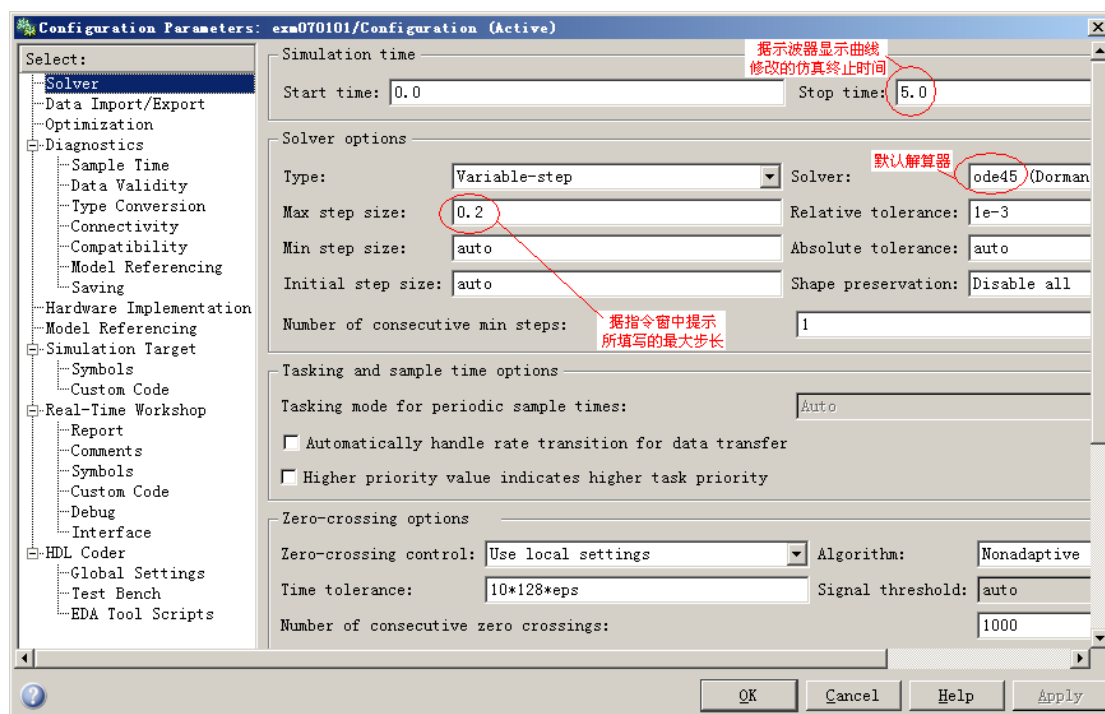 Configuration Parameters: exm070101/Configuration (Active)
Select:
Solver
Data Import/Export
Optimization
Diagnostics
Sample Time
Data Validity
Type Conversion
Connectivity
Compatibility
Model Referencing
Saving
Hardware Implementation
Model Referencing
Simulation Target
Symbols
Custom Code
Real-Time Workshop
Report
Comments
Symbols
Custom Code
Debug
Interface
HDL Coder
Global Settings
Test Bench
EDA Tool Scripts
Simulation time
据示波器显示曲线
修改的仿真终止时间
Start time: 0.0
Stop time: 5.0
Solver options
默认解算器
Type: Variable-step
Solver: ode45 (Dorman
Max step size: 0.2
Relative tolerance: 1e-3
Min step size: auto
Absolute tolerance: auto
Initial step size: auto
Shape preservation: Disable all
Number of consecutive min steps: 1
据指令窗中提示
所填写的最大步长
Tasking and sample time options
Tasking mode for periodic sample times: Auto
Automatically handle rate transition for data transfer
Higher priority value indicates higher task priority
Zero-crossing options
Zero-crossing control: Use local settings
Algorithm: Nonadaptive
Time tolerance: 10*128*eps
Signal threshold: auto
Number of consecutive zero crossings: 1000
OK
Cancel
Help
Apply